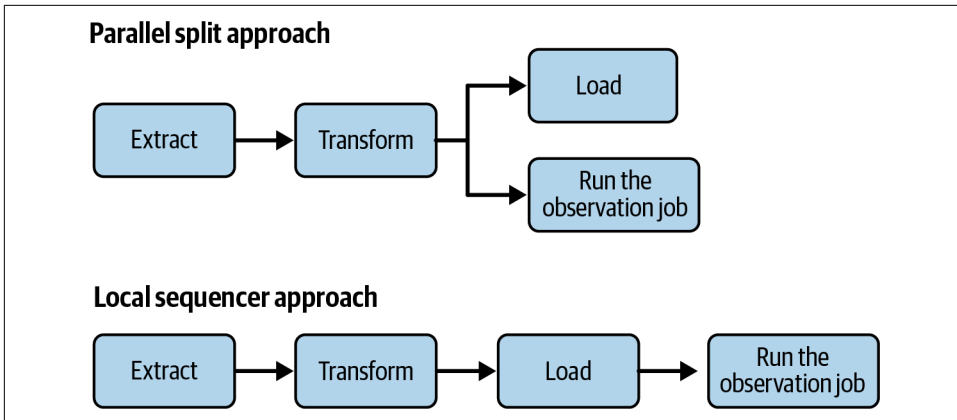 Parallel split approach
Load
Extract
Transform
Run the
observation job
Local sequencer approach
Extract
Transform
Load
Run the
observation job